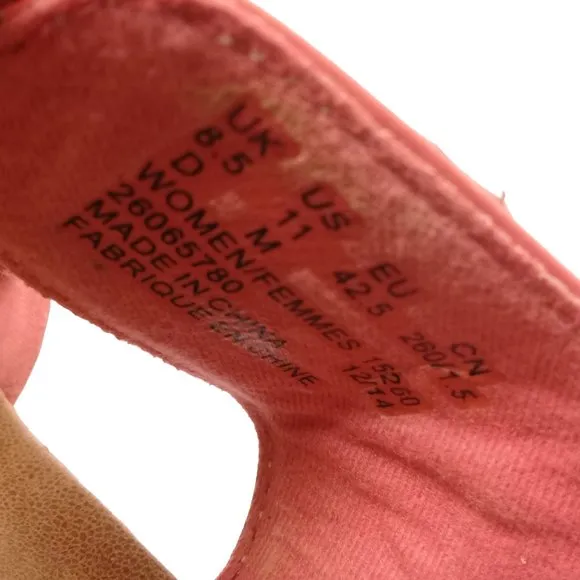 UK US EU CN
8.5 11 42.5 260/1.5
D M
WOMEN/FEMMES 15260
26065780 12/14
MADE IN CHINA
FABRIQUE EN CHINE